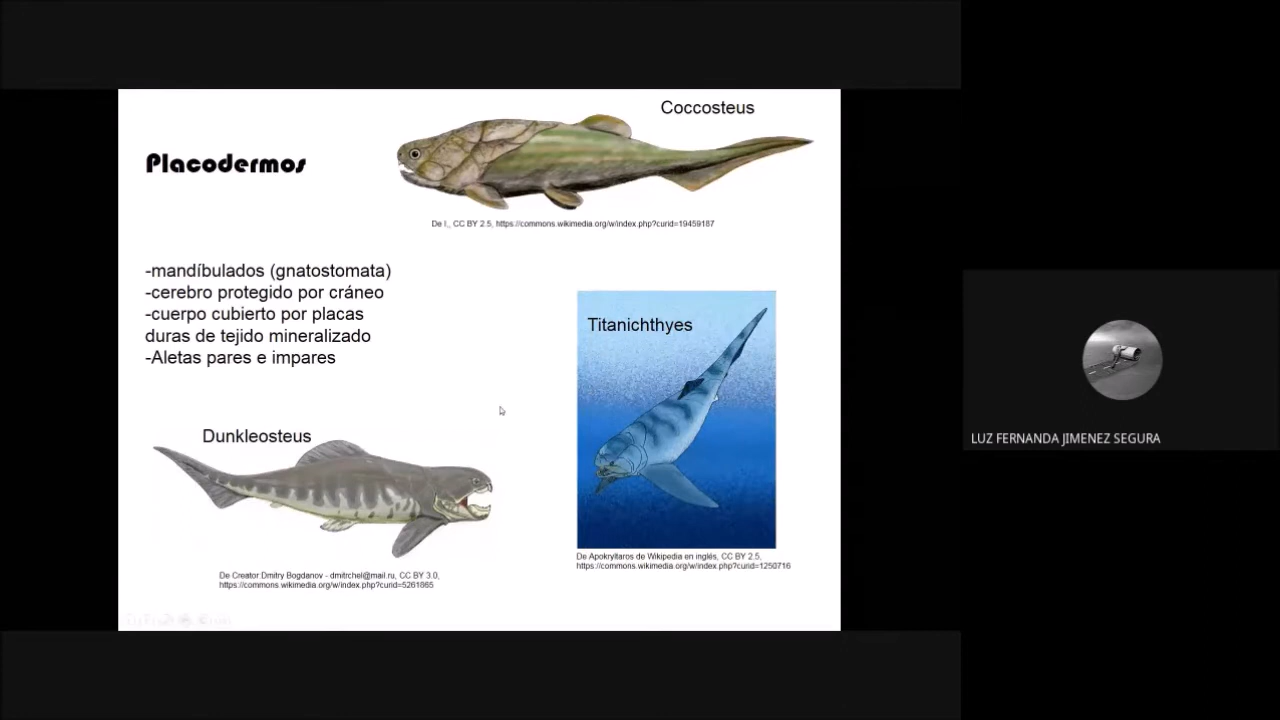 Coccosteus
Placodermos
De I,, CC BY 2.5, https://commons.wikimedia.org/w/index.php?curid=19459187
-mandíbulados (gnatostomata)
-cerebro protegido por cráneo
-cuerpo cubierto por placas
duras de tejido mineralizado
-Aletas pares e impares
Titanichthyes
Dunkleosteus
De Apokryltaros de Wikipedia en inglés, CC BY 2.5,
https://commons.wikimedia.org/w/index.php?curid=1250716
De Creator:Dmitry Bogdanov - dmitrchel@mail.ru, CC BY 3.0,
https://commons.wikimedia.org/w/index.php?curid=5261865
LUZ FERNANDA JIMENEZ SEGURA